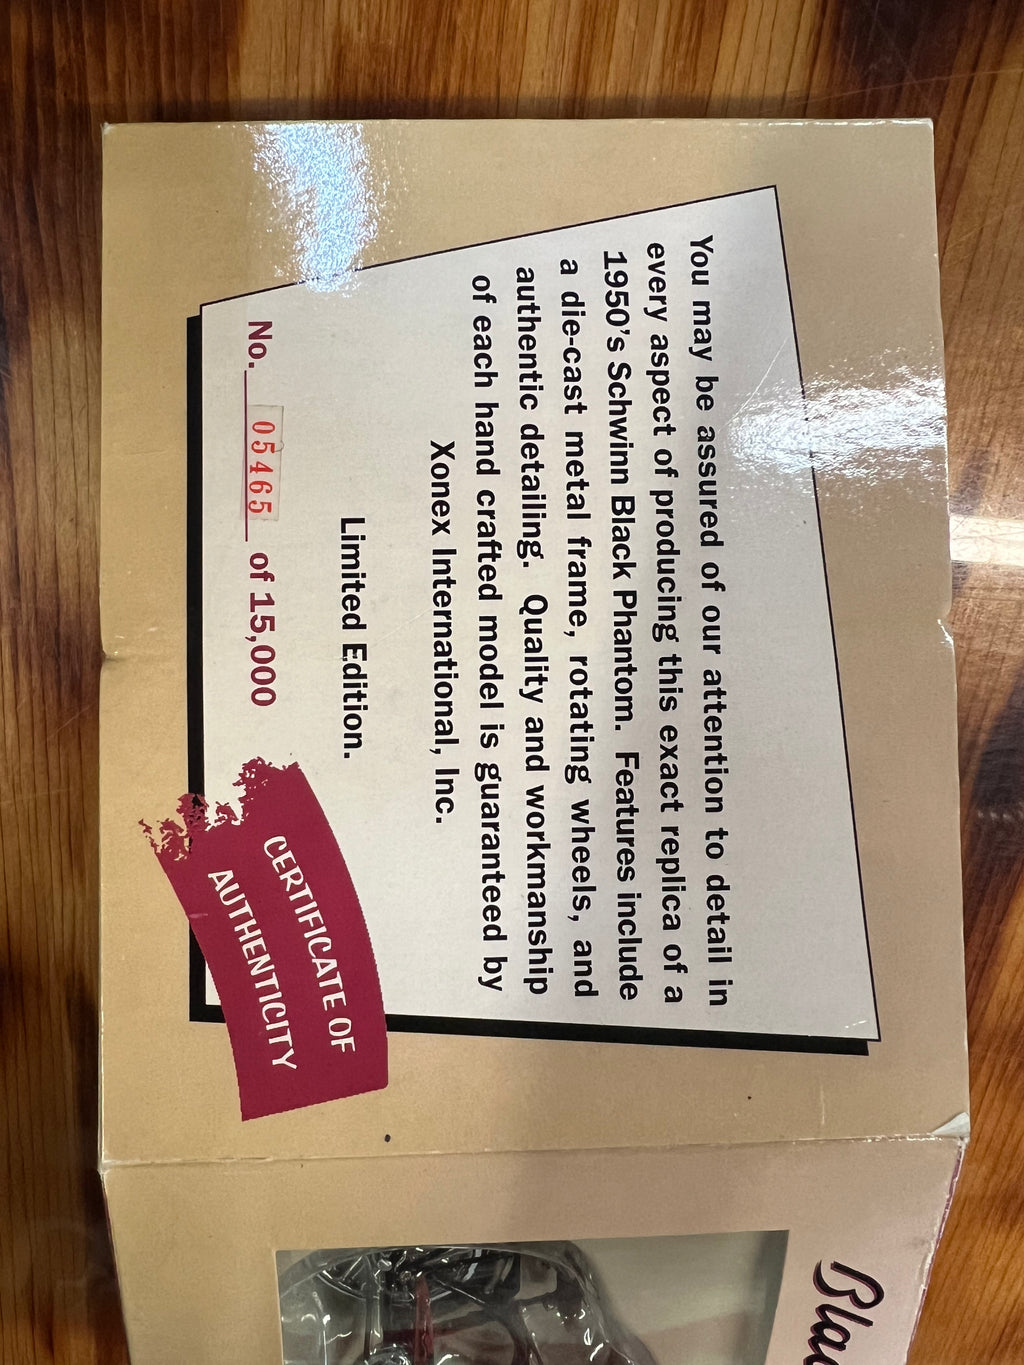 You may be assured of our attention to detail in
every aspect of producing this exact replica of a
1950's Schwinn Black Phantom. Features include
a die-cast metal frame, rotating wheels, and
authentic detailing. Quality and workmanship
of each hand crafted model is guaranteed by
Xonex International, Inc.
Limited Edition.
No. 05465 of 15,000
CERTIFICATE OF
AUTHENTICITY